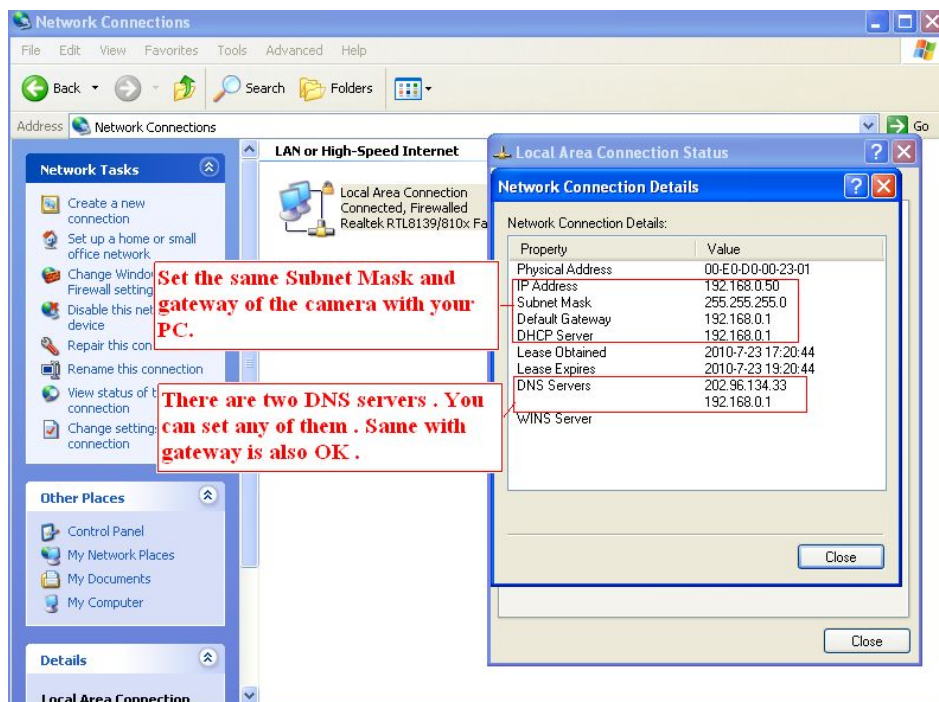 Network Connections
File Edit View Favorites Tools Advanced Help
Back Search Folders
Address Network Connections Go
Network Tasks
Create a new
connection
Set up a home or small
office network
Change Windo
Firewall setting
Disable this net
device
Repair this con
Rename this connection
View status of t
connection
Change setting
connection
Other Places
Control Panel
My Network Places
My Documents
My Computer
Details
Local Area Connection
LAN or High-Speed Internet
Local Area Connection
Connected, Firewalled
Realtek RTL8139/810x Fa
Set the same Subnet Mask and
gateway of the camera with your
PC.
There are two DNS servers . You
can set any of them . Same with
gateway is also OK .
Local Area Connection Status
Network Connection Details
Network Connection Details:
Property Value
Physical Address 00-E0-D0-00-23-01
IP Address 192.168.0.50
Subnet Mask 255.255.255.0
Default Gateway 192.168.0.1
DHCP Server 192.168.0.1
Lease Obtained 2010-7-23 17:20:44
Lease Expires 2010-7-23 19:20:44
DNS Servers 202.96.134.33
192.168.0.1
WINS Server
Close
Close